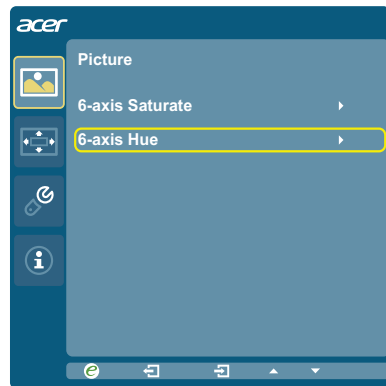 acer
Picture
6-axis Saturate
6-axis Hue
e